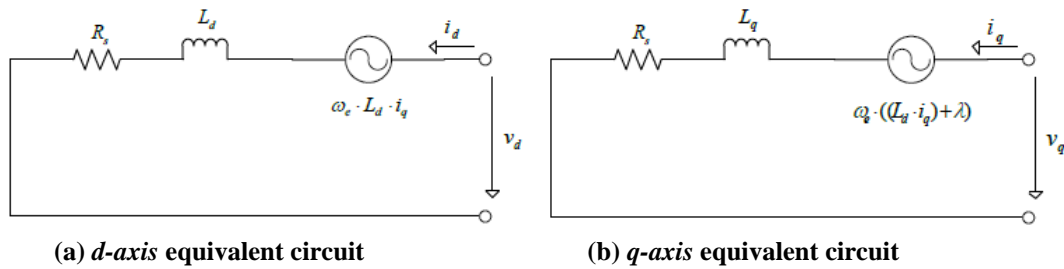 R_s
L_d
i_d
ω_e · L_d · i_q
v_d
R_s
L_q
i_q
ω_e · ((L_d · i_q) + λ)
v_q
(a) d-axis equivalent circuit
(b) q-axis equivalent circuit